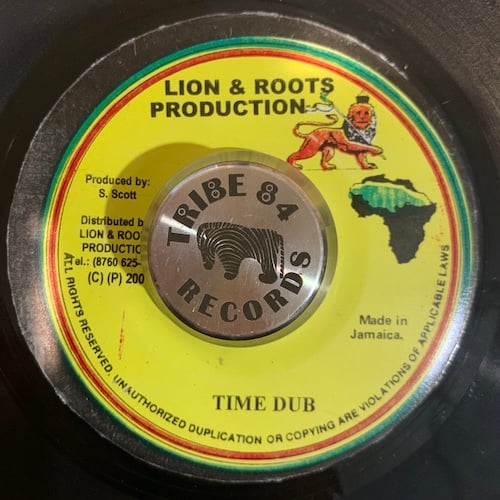 LION & ROOTS
PRODUCTION
Produced by:
S. Scott
Distributed b
LION & ROO
PRODUCTIC
Tel.: (8760 625-
(C) (P) 200
TRIBE 84
RECORDS
Made in
Jamaica.
TIME DUB
ALL RIGHTS RESERVED. UNAUTHORIZED DUPLICATION OR COPYING ARE VIOLATIONS OF APPLICABLE LAWS